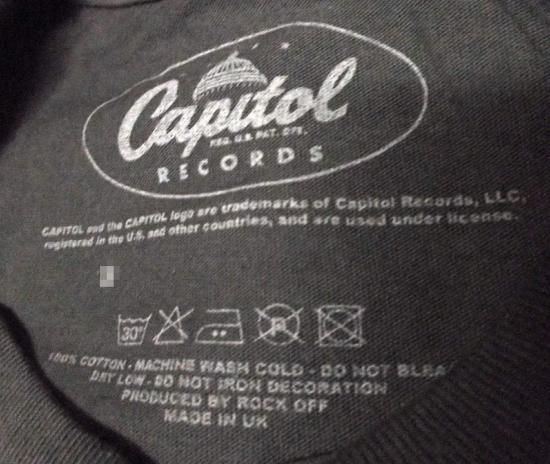 Capitol
REG. U.S. PAT. OFF.
RECORDS
CAPITOL and the CAPITOL logo are trademarks of Capitol Records, LLC,
registered in the U.S. and other countries, and are used under license.
30° P
100% COTTON - MACHINE WASH COLD - DO NOT BLEA
DRY LOW - DO NOT IRON DECORATION
PRODUCED BY ROCK OFF
MADE IN UK